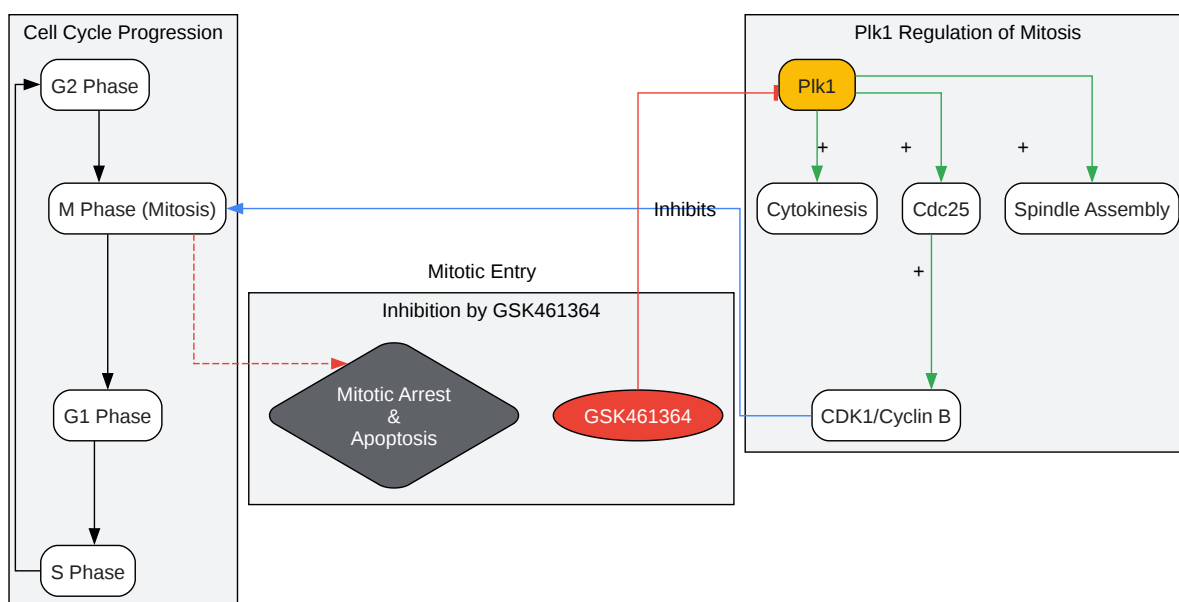 Cell Cycle Progression
G2 Phase
M Phase (Mitosis)
G1 Phase
S Phase
Mitotic Entry
Inhibition by GSK461364
Mitotic Arrest
&
Apoptosis
GSK461364
Inhibits
Plk1 Regulation of Mitosis
Plk1
+
+
+
Cytokinesis
Cdc25
Spindle Assembly
+
CDK1/Cyclin B